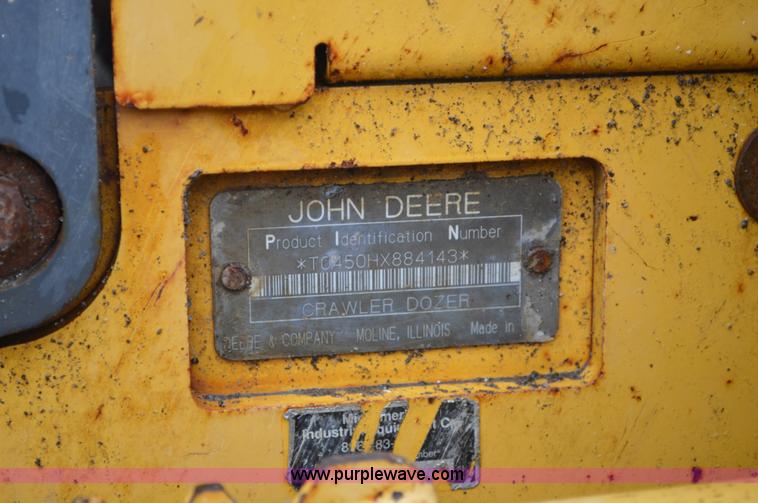 JOHN DEERE
Product Identification Number
*T0450HX884143*
CRAWLER DOZER
DEERE & COMPANY MOLINE, ILLINOIS Made in
www.purplewave.com